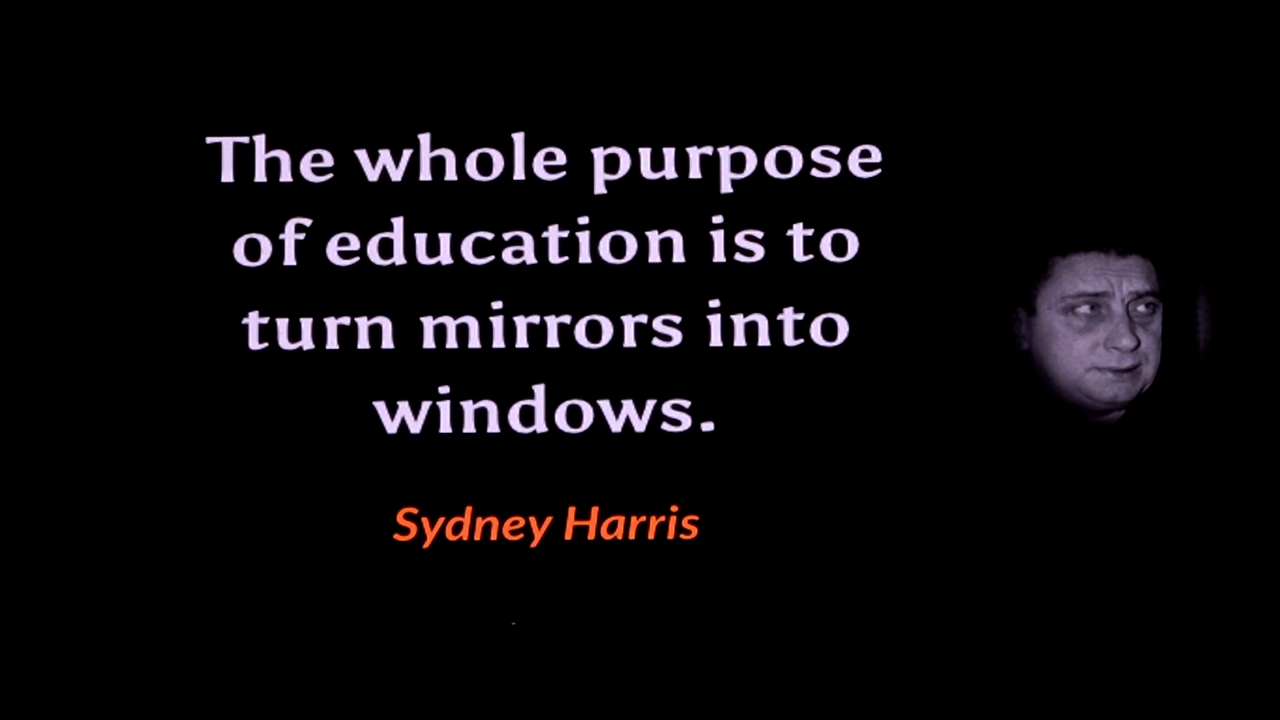 The whole purpose
of education is to
turn mirrors into
windows.
Sydney Harris